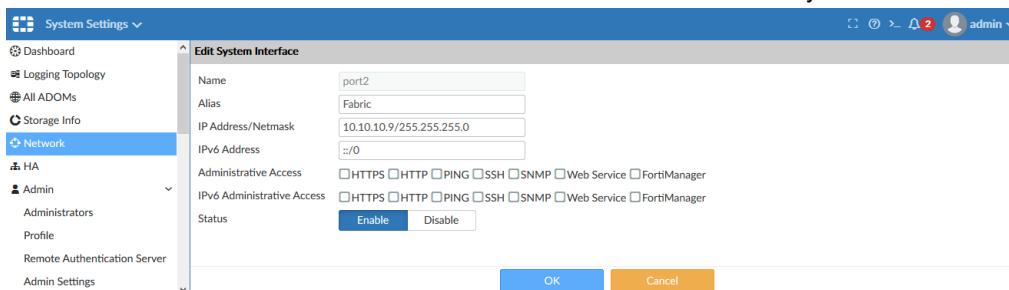 System Settings
2 admin
Dashboard
Logging Topology
All ADOMs
Storage Info
Network
HA
Admin
Administrators
Profile
Remote Authentication Server
Admin Settings
Edit System Interface
Name port2
Alias Fabric
IP Address/Netmask 10.10.10.9/255.255.255.0
IPv6 Address ::/0
Administrative Access HTTPS HTTP PING SSH SNMP Web Service FortiManager
IPv6 Administrative Access HTTPS HTTP PING SSH SNMP Web Service FortiManager
Status Enable Disable
OK Cancel